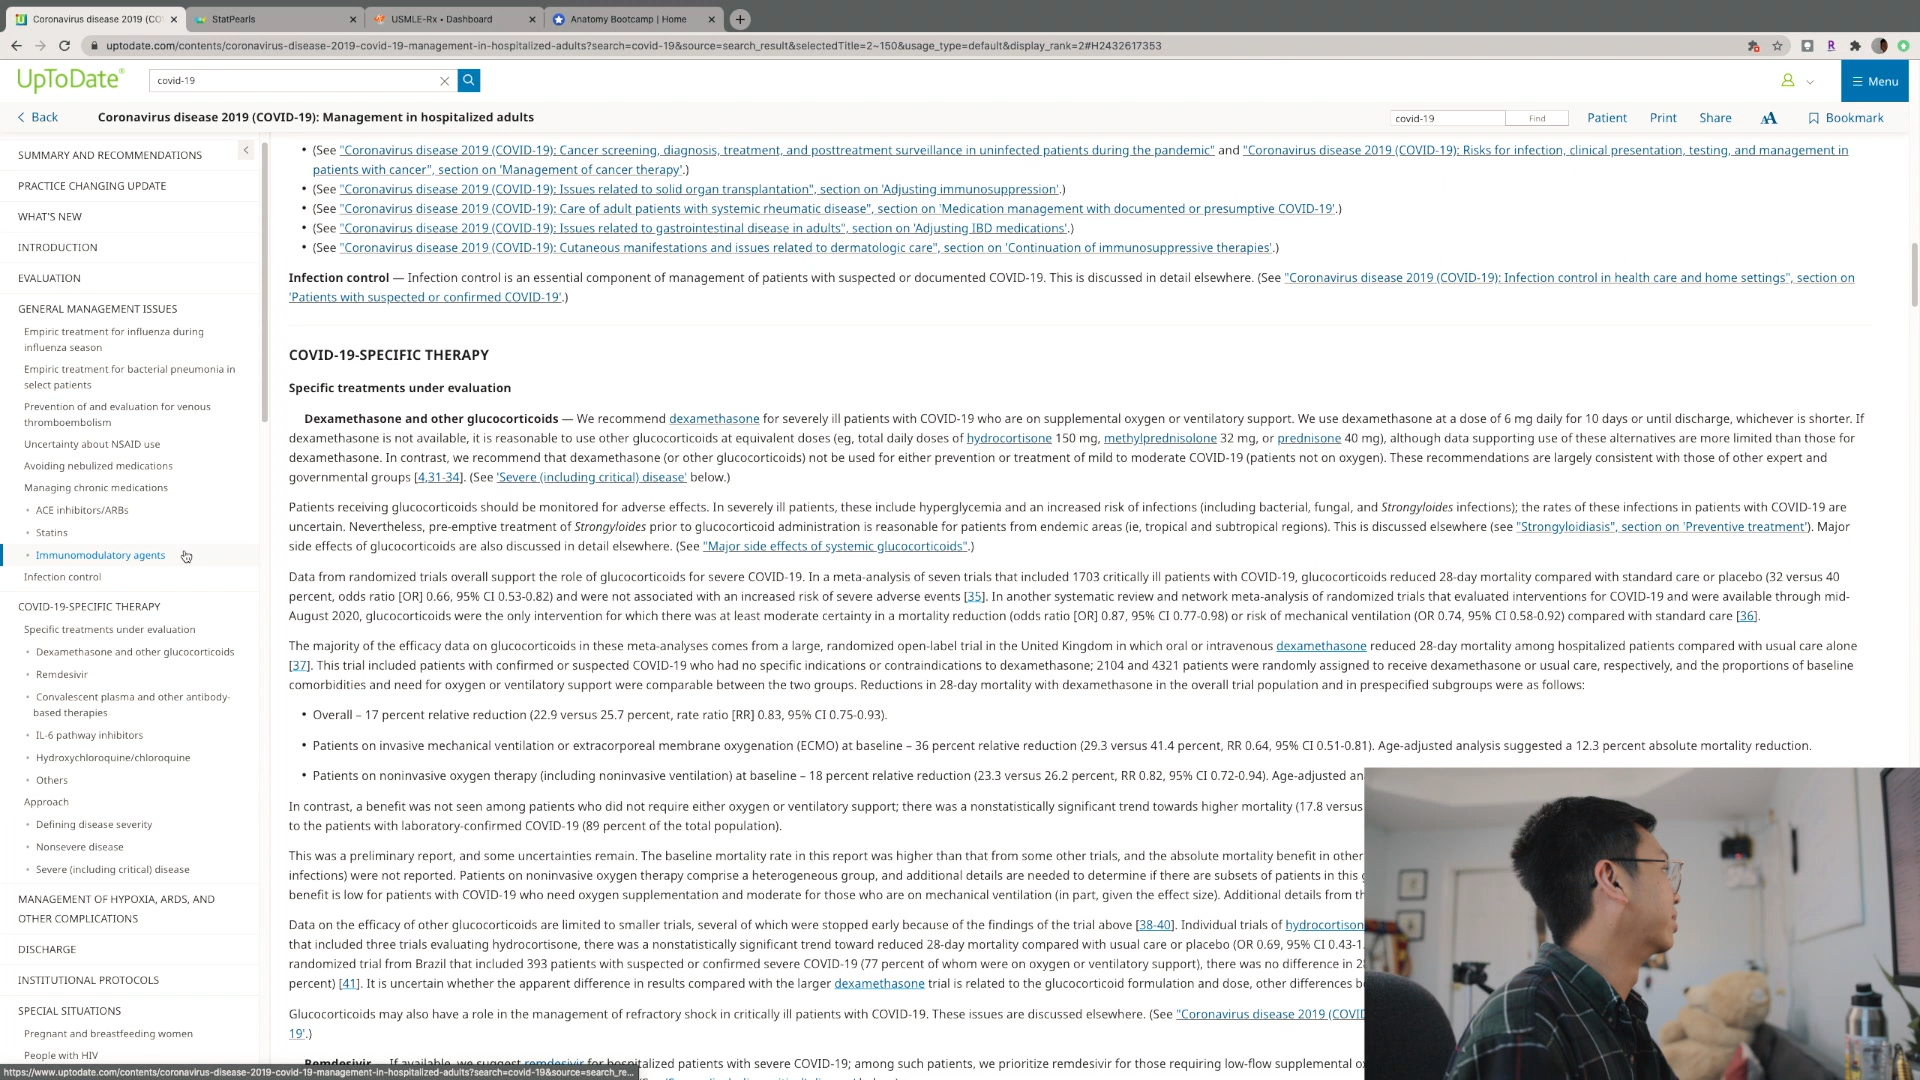 Coronavirus disease 2019 (CO
StatPearls
USMLE-Rx • Dashboard
Anatomy Bootcamp | Home
uptodate.com/contents/coronavirus-disease-2019-covid-19-management-in-hospitalized-adults?search=covid-19&source=search_result&selectedTitle=2~150&usage_type=default&display_rank=2#H2432617353
UpToDate®
covid-19
Menu
Back
Coronavirus disease 2019 (COVID-19): Management in hospitalized adults
covid-19
Find
Patient
Print
Share
AA
Bookmark
SUMMARY AND RECOMMENDATIONS
PRACTICE CHANGING UPDATE
WHAT'S NEW
INTRODUCTION
EVALUATION
GENERAL MANAGEMENT ISSUES
Empiric treatment for influenza during
influenza season
Empiric treatment for bacterial pneumonia in
select patients
Prevention of and evaluation for venous
thromboembolism
Uncertainty about NSAID use
Avoiding nebulized medications
Managing chronic medications
• ACE inhibitors/ARBs
• Statins
• Immunomodulatory agents
Infection control
COVID-19-SPECIFIC THERAPY
Specific treatments under evaluation
• Dexamethasone and other glucocorticoids
• Remdesivir
• Convalescent plasma and other antibody-
based therapies
• IL-6 pathway inhibitors
• Hydroxychloroquine/chloroquine
• Others
Approach
• Defining disease severity
• Nonsevere disease
• Severe (including critical) disease
MANAGEMENT OF HYPOXIA, ARDS, AND
OTHER COMPLICATIONS
DISCHARGE
INSTITUTIONAL PROTOCOLS
SPECIAL SITUATIONS
Pregnant and breastfeeding women
People with HIV
• (See "Coronavirus disease 2019 (COVID-19): Cancer screening, diagnosis, treatment, and posttreatment surveillance in uninfected patients during the pandemic" and "Coronavirus disease 2019 (COVID-19): Risks for infection, clinical presentation, testing, and management in
patients with cancer", section on 'Management of cancer therapy'.)
• (See "Coronavirus disease 2019 (COVID-19): Issues related to solid organ transplantation", section on 'Adjusting immunosuppression'.)
• (See "Coronavirus disease 2019 (COVID-19): Care of adult patients with systemic rheumatic disease", section on 'Medication management with documented or presumptive COVID-19'.)
• (See "Coronavirus disease 2019 (COVID-19): Issues related to gastrointestinal disease in adults", section on 'Adjusting IBD medications'.)
• (See "Coronavirus disease 2019 (COVID-19): Cutaneous manifestations and issues related to dermatologic care", section on 'Continuation of immunosuppressive therapies'.)
Infection control — Infection control is an essential component of management of patients with suspected or documented COVID-19. This is discussed in detail elsewhere. (See "Coronavirus disease 2019 (COVID-19): Infection control in health care and home settings", section on
'Patients with suspected or confirmed COVID-19'.)
COVID-19-SPECIFIC THERAPY
Specific treatments under evaluation
Dexamethasone and other glucocorticoids — We recommend dexamethasone for severely ill patients with COVID-19 who are on supplemental oxygen or ventilatory support. We use dexamethasone at a dose of 6 mg daily for 10 days or until discharge, whichever is shorter. If
dexamethasone is not available, it is reasonable to use other glucocorticoids at equivalent doses (eg, total daily doses of hydrocortisone 150 mg, methylprednisolone 32 mg, or prednisone 40 mg), although data supporting use of these alternatives are more limited than those for
dexamethasone. In contrast, we recommend that dexamethasone (or other glucocorticoids) not be used for either prevention or treatment of mild to moderate COVID-19 (patients not on oxygen). These recommendations are largely consistent with those of other expert and
governmental groups [4,31-34]. (See 'Severe (including critical) disease' below.)
Patients receiving glucocorticoids should be monitored for adverse effects. In severely ill patients, these include hyperglycemia and an increased risk of infections (including bacterial, fungal, and Strongyloides infections); the rates of these infections in patients with COVID-19 are
uncertain. Nevertheless, pre-emptive treatment of Strongyloides prior to glucocorticoid administration is reasonable for patients from endemic areas (ie, tropical and subtropical regions). This is discussed elsewhere (see "Strongyloidiasis", section on 'Preventive treatment'). Major
side effects of glucocorticoids are also discussed in detail elsewhere. (See "Major side effects of systemic glucocorticoids".)
Data from randomized trials overall support the role of glucocorticoids for severe COVID-19. In a meta-analysis of seven trials that included 1703 critically ill patients with COVID-19, glucocorticoids reduced 28-day mortality compared with standard care or placebo (32 versus 40
percent, odds ratio [OR] 0.66, 95% CI 0.53-0.82) and were not associated with an increased risk of severe adverse events [35]. In another systematic review and network meta-analysis of randomized trials that evaluated interventions for COVID-19 and were available through mid-
August 2020, glucocorticoids were the only intervention for which there was at least moderate certainty in a mortality reduction (odds ratio [OR] 0.87, 95% CI 0.77-0.98) or risk of mechanical ventilation (OR 0.74, 95% CI 0.58-0.92) compared with standard care [36].
The majority of the efficacy data on glucocorticoids in these meta-analyses comes from a large, randomized open-label trial in the United Kingdom in which oral or intravenous dexamethasone reduced 28-day mortality among hospitalized patients compared with usual care alone
[37]. This trial included patients with confirmed or suspected COVID-19 who had no specific indications or contraindications to dexamethasone; 2104 and 4321 patients were randomly assigned to receive dexamethasone or usual care, respectively, and the proportions of baseline
comorbidities and need for oxygen or ventilatory support were comparable between the two groups. Reductions in 28-day mortality with dexamethasone in the overall trial population and in prespecified subgroups were as follows:
• Overall – 17 percent relative reduction (22.9 versus 25.7 percent, rate ratio [RR] 0.83, 95% CI 0.75-0.93).
• Patients on invasive mechanical ventilation or extracorporeal membrane oxygenation (ECMO) at baseline – 36 percent relative reduction (29.3 versus 41.4 percent, RR 0.64, 95% CI 0.51-0.81). Age-adjusted analysis suggested a 12.3 percent absolute mortality reduction.
• Patients on noninvasive oxygen therapy (including noninvasive ventilation) at baseline – 18 percent relative reduction (23.3 versus 26.2 percent, RR 0.82, 95% CI 0.72-0.94). Age-adjusted an
In contrast, a benefit was not seen among patients who did not require either oxygen or ventilatory support; there was a nonstatistically significant trend towards higher mortality (17.8 versus
to the patients with laboratory-confirmed COVID-19 (89 percent of the total population).
This was a preliminary report, and some uncertainties remain. The baseline mortality rate in this report was higher than that from some other trials, and the absolute mortality benefit in other
infections) were not reported. Patients on noninvasive oxygen therapy comprise a heterogeneous group, and additional details are needed to determine if there are subsets of patients in this
benefit is low for patients with COVID-19 who need oxygen supplementation and moderate for those who are on mechanical ventilation (in part, given the effect size). Additional details from
Data on the efficacy of other glucocorticoids are limited to smaller trials, several of which were stopped early because of the findings of the trial above [38-40]. Individual trials of hydrocortison
that included three trials evaluating hydrocortisone, there was a nonstatistically significant trend toward reduced 28-day mortality compared with usual care or placebo (OR 0.69, 95% CI 0.43-1.
randomized trial from Brazil that included 393 patients with suspected or confirmed severe COVID-19 (77 percent of whom were on oxygen or ventilatory support), there was no difference in
percent) [41]. It is uncertain whether the apparent difference in results compared with the larger dexamethasone trial is related to the glucocorticoid formulation and dose, other differences
Glucocorticoids may also have a role in the management of refractory shock in critically ill patients with COVID-19. These issues are discussed elsewhere. (See "Coronavirus disease 2019 (COVID
19'.)
Remdesivir — If available, we suggest remdesivir for hospitalized patients with severe COVID-19; among such patients, we prioritize remdesivir for those requiring low-flow supplemental
https://www.uptodate.com/contents/coronavirus-disease-2019-covid-19-management-in-hospitalized-adults?search=covid-19&source=search_re...